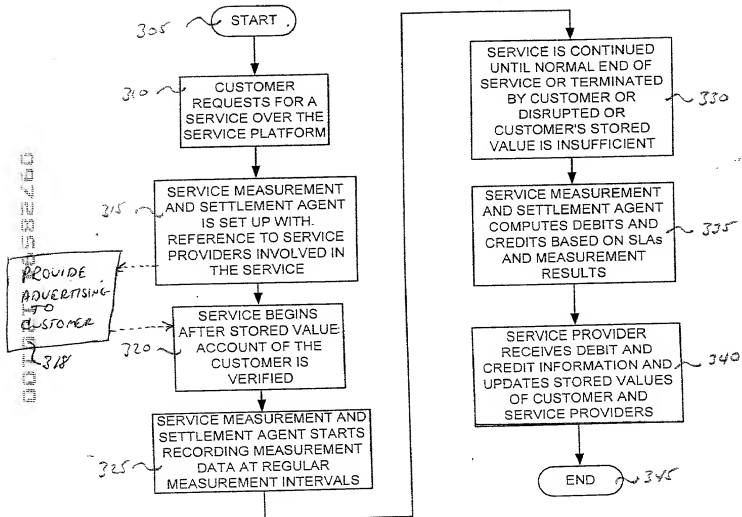 305
START
310
CUSTOMER
REQUESTS FOR A
SERVICE OVER THE
SERVICE PLATFORM
315
SERVICE MEASUREMENT
AND SETTLEMENT AGENT
IS SET UP WITH.
REFERENCE TO SERVICE
PROVIDERS INVOLVED IN
THE SERVICE
PROVIDE
ADVERTISING
TO
CUSTOMER
318
320
SERVICE BEGINS
AFTER STORED VALUE
ACCOUNT OF THE
CUSTOMER IS
VERIFIED
325
SERVICE MEASUREMENT AND
SETTLEMENT AGENT STARTS
RECORDING MEASUREMENT
DATA AT REGULAR
MEASUREMENT INTERVALS
SERVICE IS CONTINUED
UNTIL NORMAL END OF
SERVICE OR TERMINATED
BY CUSTOMER OR
DISRUPTED OR
CUSTOMER'S STORED
VALUE IS INSUFFICIENT
330
SERVICE MEASUREMENT
AND SETTLEMENT AGENT
COMPUTES DEBITS AND
CREDITS BASED ON SLAs
AND MEASUREMENT
RESULTS
335
SERVICE PROVIDER
RECEIVES DEBIT AND
CREDIT INFORMATION AND
UPDATES STORED VALUES
OF CUSTOMER AND
SERVICE PROVIDERS
340
END
345